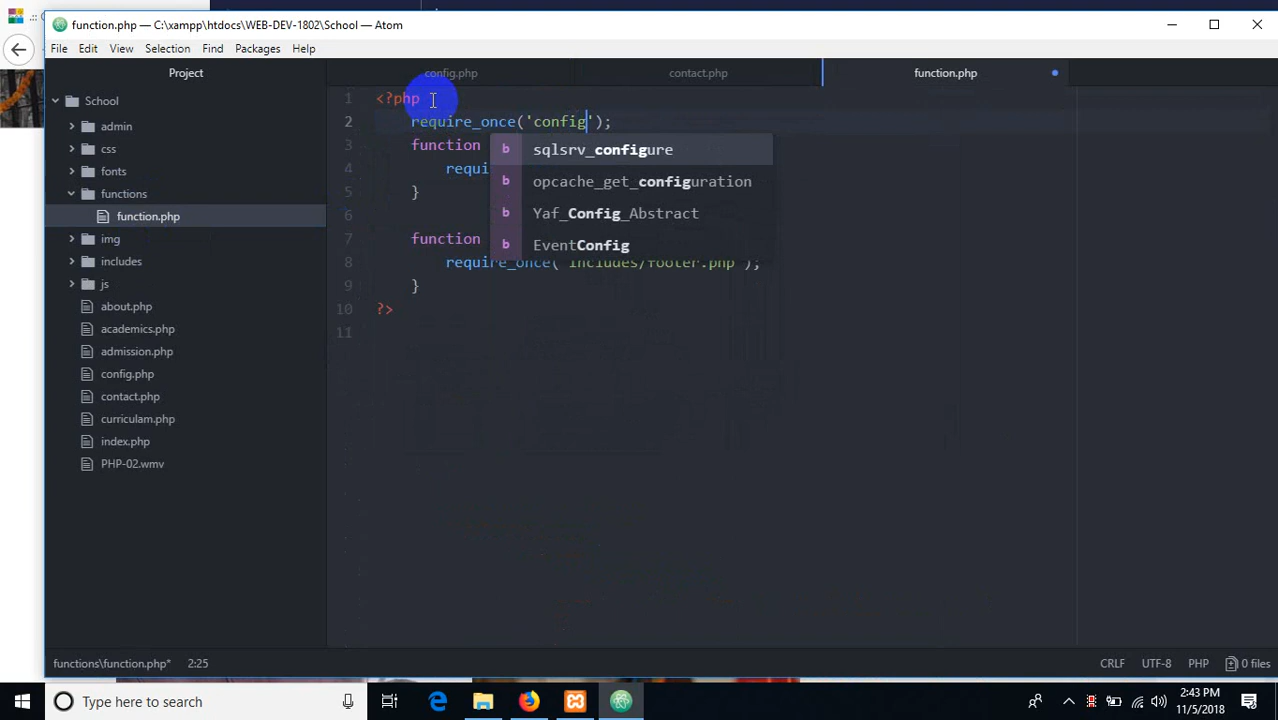 function.php — C:\xampp\htdocs\WEB-DEV-1802\School — Atom
File Edit View Selection Find Packages Help
Project
config.php contact.php function.php
School
admin
css
fonts
functions
function.php
img
includes
js
about.php
academics.php
admission.php
config.php
contact.php
curriculam.php
index.php
PHP-02.wmv
1 <?php
2 require_once('config');
3 function
4 requi
5 }
6
7 function
8 require_once('includes/footer.php');
9 }
10 ?>
11
b sqlsrv_configure
b opcache_get_configuration
b Yaf_Config_Abstract
b EventConfig
functions\function.php* 2:25 CRLF UTF-8 PHP 0 files
Type here to search
2:43 PM
11/5/2018